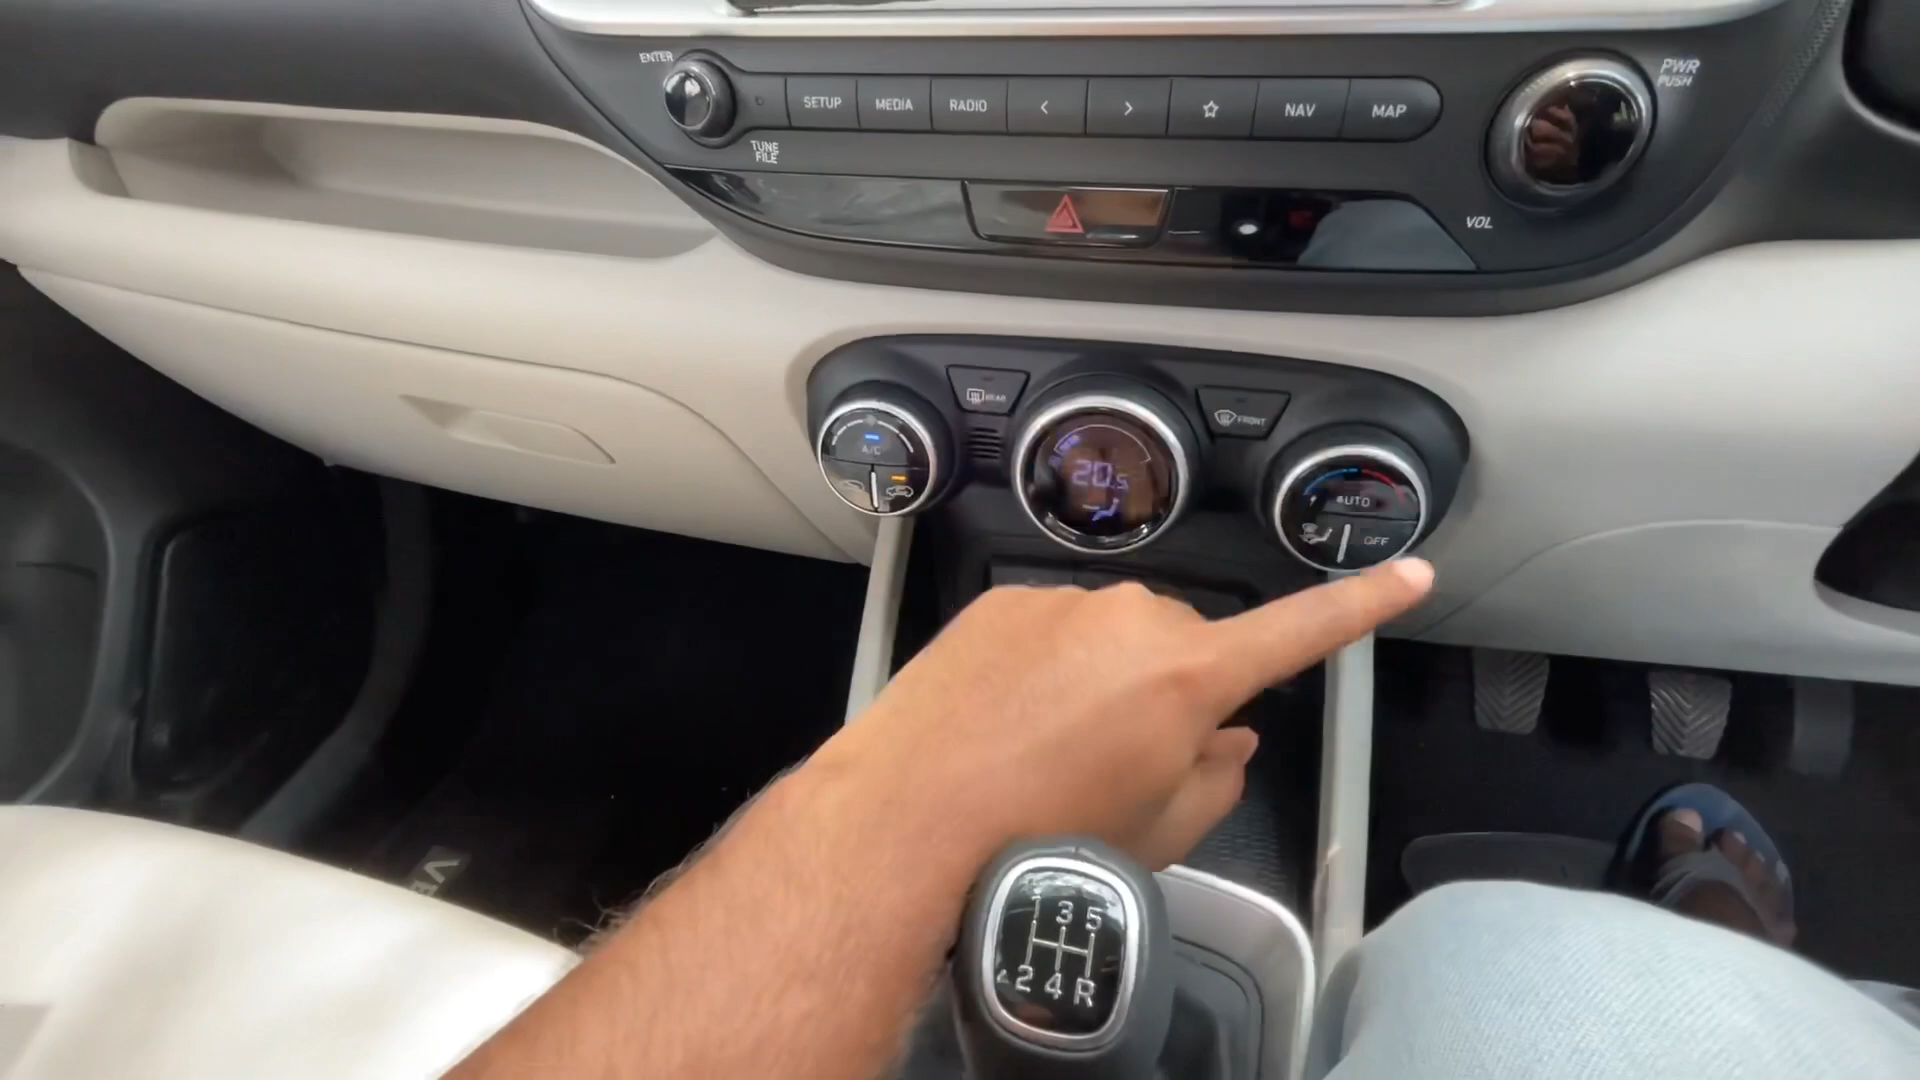 ENTER
SETUP
MEDIA
RADIO
NAV
MAP
PWR
PUSH
TUNE
FILE
VOL
REAR
FRONT
A/C
20.5
AUTO
OFF
1 3 5
2 4 R